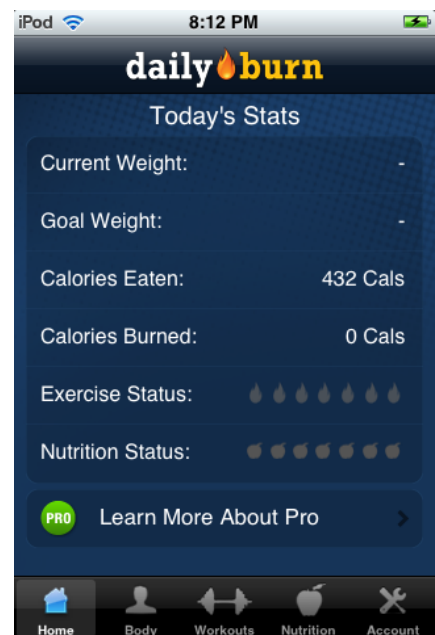 iPod 8:12 PM
daily burn
Today's Stats
Current Weight: -
Goal Weight: -
Calories Eaten: 432 Cals
Calories Burned: 0 Cals
Exercise Status:
Nutrition Status:
PRO Learn More About Pro
Home Body Workouts Nutrition Account